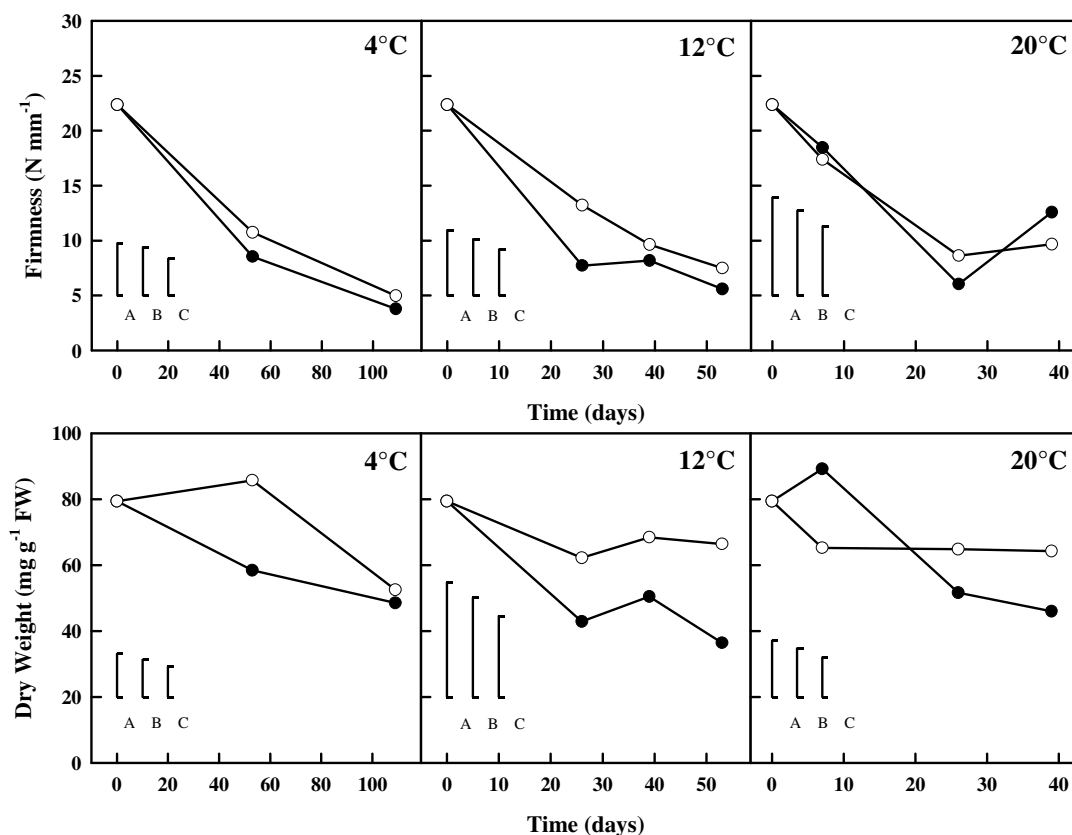 30
25
20
15
10
5
0
Firmness (N mm⁻¹)
4°C
12°C
20°C
A B C
A B C
A B C
0 20 40 60 80 100
0 10 20 30 40 50
0 10 20 30 40
Time (days)
100
80
60
40
20
0
Dry Weight (mg g⁻¹ FW)
4°C
12°C
20°C
A B C
A B C
A B C
0 20 40 60 80 100
0 10 20 30 40 50
0 10 20 30 40
Time (days)